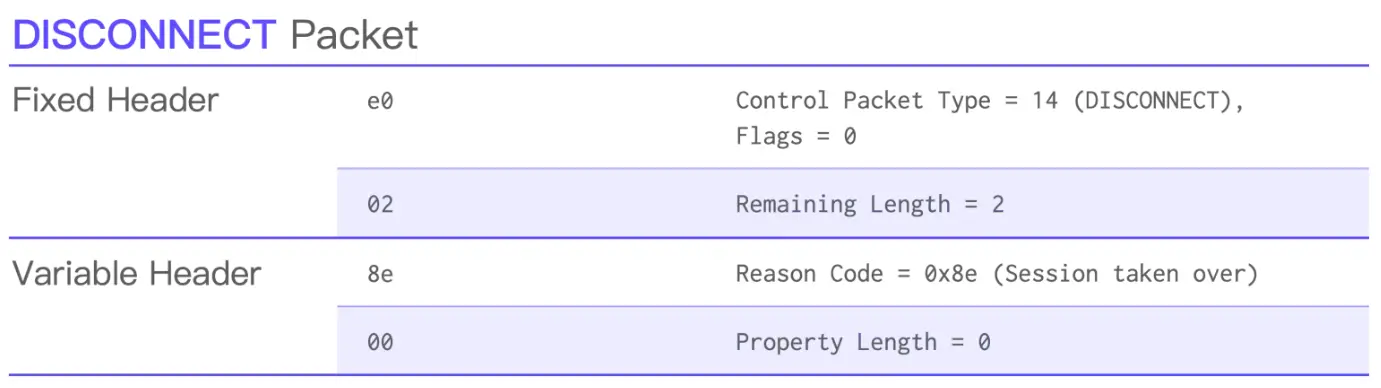 DISCONNECT Packet
Fixed Header e0 Control Packet Type = 14 (DISCONNECT),
Flags = 0
02 Remaining Length = 2
Variable Header 8e Reason Code = 0x8e (Session taken over)
00 Property Length = 0